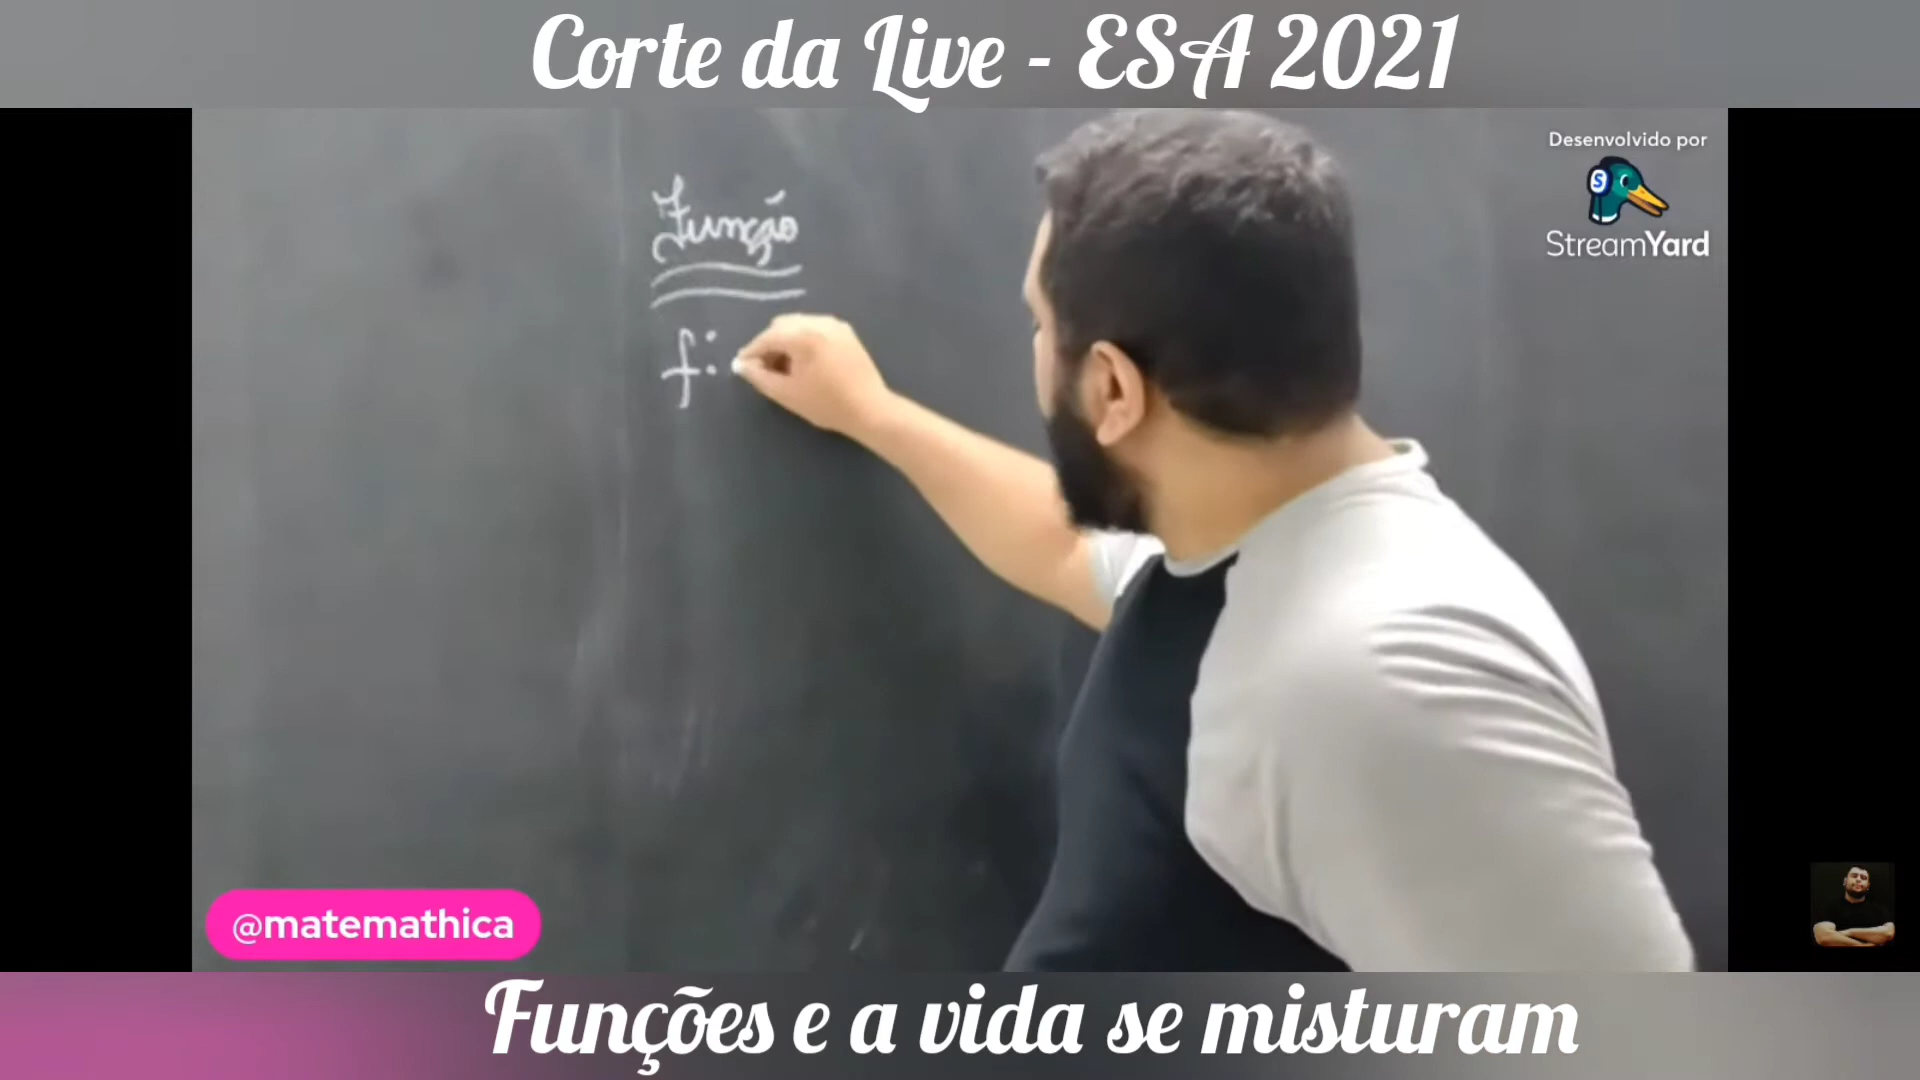 Corte da Live - ESA 2021
Desenvolvido por
S
StreamYard
Função
f:
@matemathica
Funções e a vida se misturam